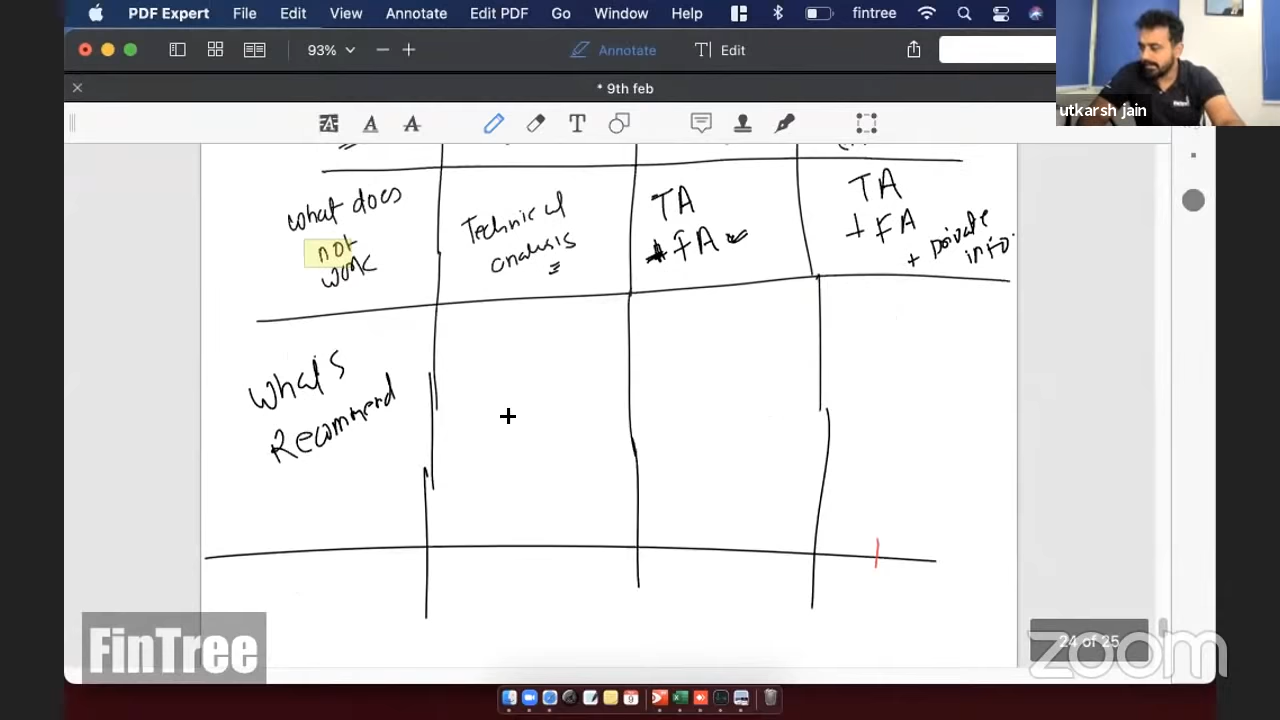 PDF Expert File Edit View Annotate Edit PDF Go Window Help fintree
93% Annotate Edit
utkarsh jain
* 9th feb
what does
not
work
Technical
analysis
TA
+ FA
TA
+ FA
+ private
info.
What's
Recommend
24 of 25
FinTree
zoom